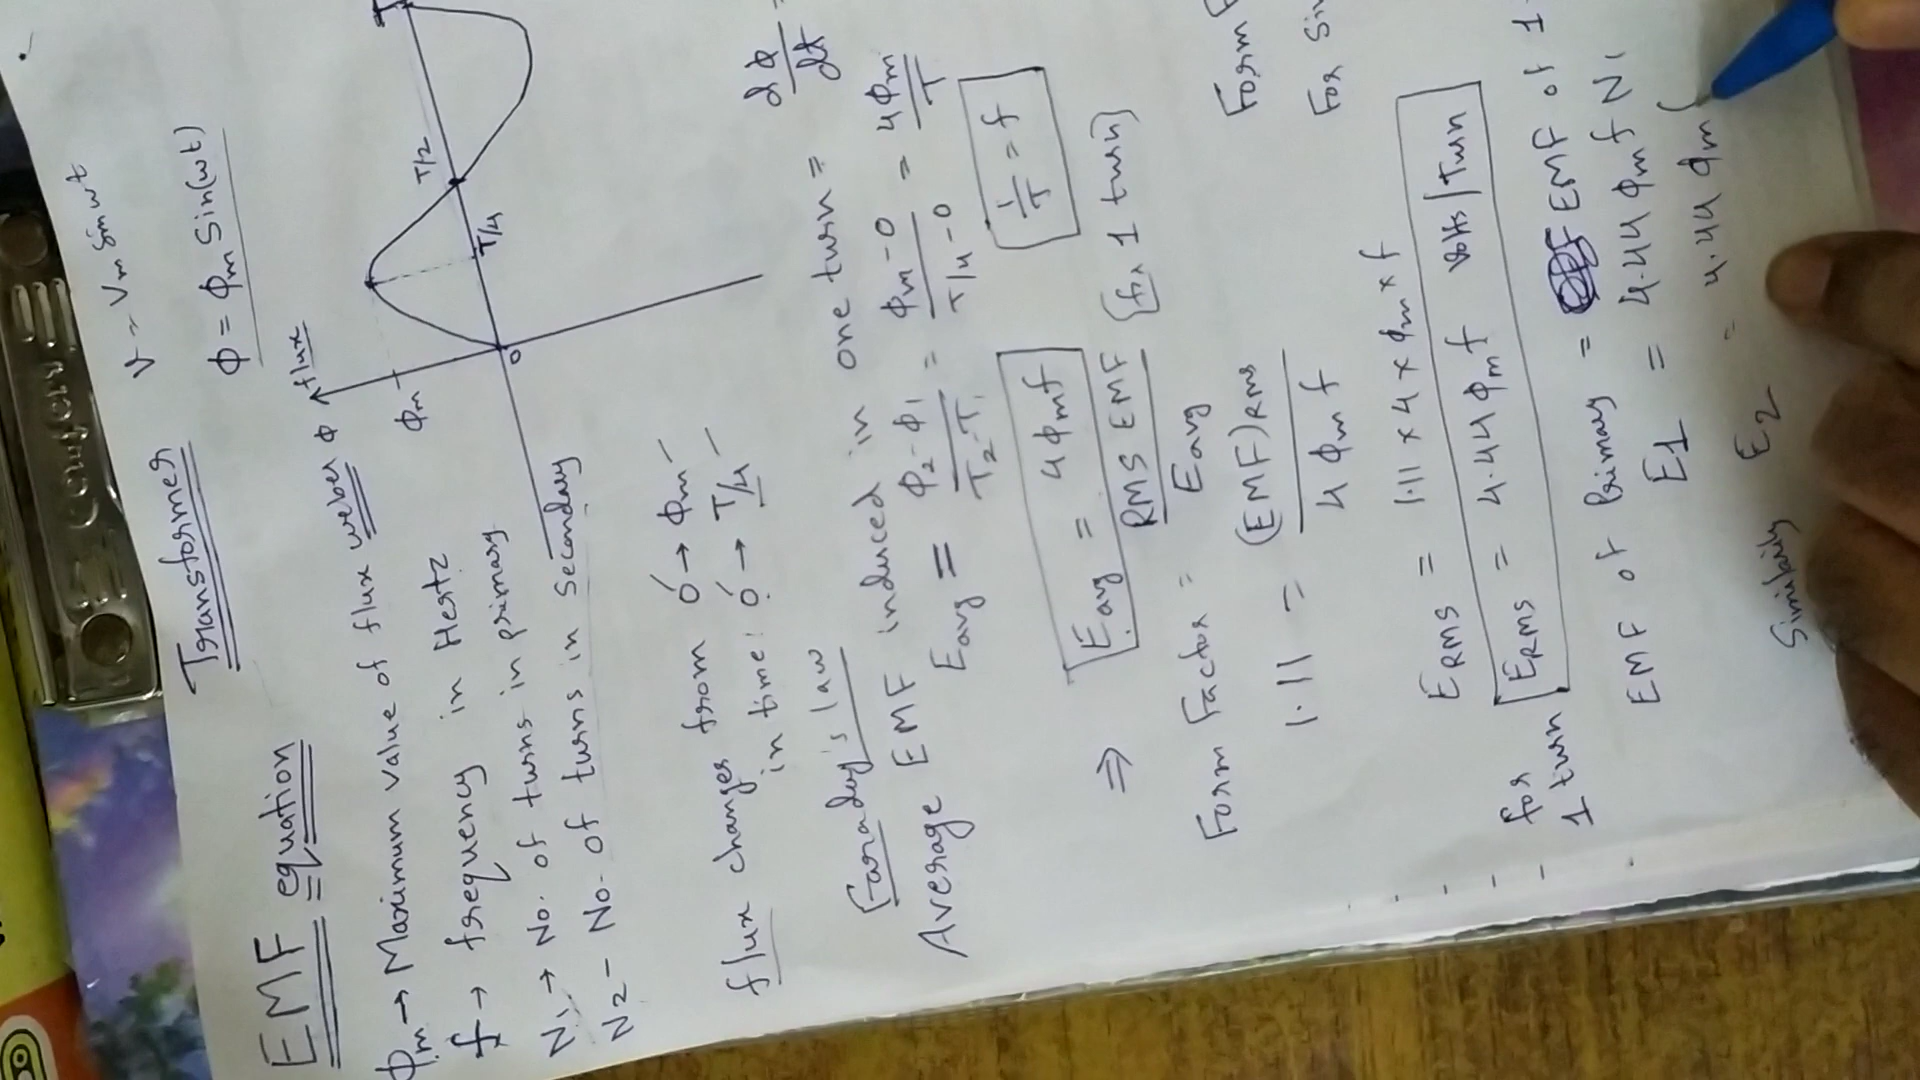 Transformer
V = Vm Sin wt
EMF equation
ϕ = ϕm Sin(ωt)
ϕm → Maximum value of flux weber
f → frequency in Hertz
N1 → No. of turns in primary
N2 - No. of turns in secondary
ϕ flux
ϕm
0
T/4
T/2
T
flux changes from 0 → ϕm
in time: 0 → T/4
Faraday's law
dϕ/dt =
Average EMF induced in one turn =
Eavg = ϕ2 - ϕ1 / T2 - T1 = ϕm - 0 / T/4 - 0 = 4ϕm / T
1/T = f
⇒ Eavg = 4ϕmf
Form Factor = RMS EMF / Eavg {for 1 turn}
1.11 = (EMF)RMS / 4ϕmf
Form
For Sin
ERMS = 1.11 x 4 x ϕm x f
for 1 turn
ERMS = 4.44 ϕmf volts/Turn
EMF of Primary = EMF of 1
E1 = 4.44 ϕm f N1
Similarly E2 = 4.44 ϕm f
camper